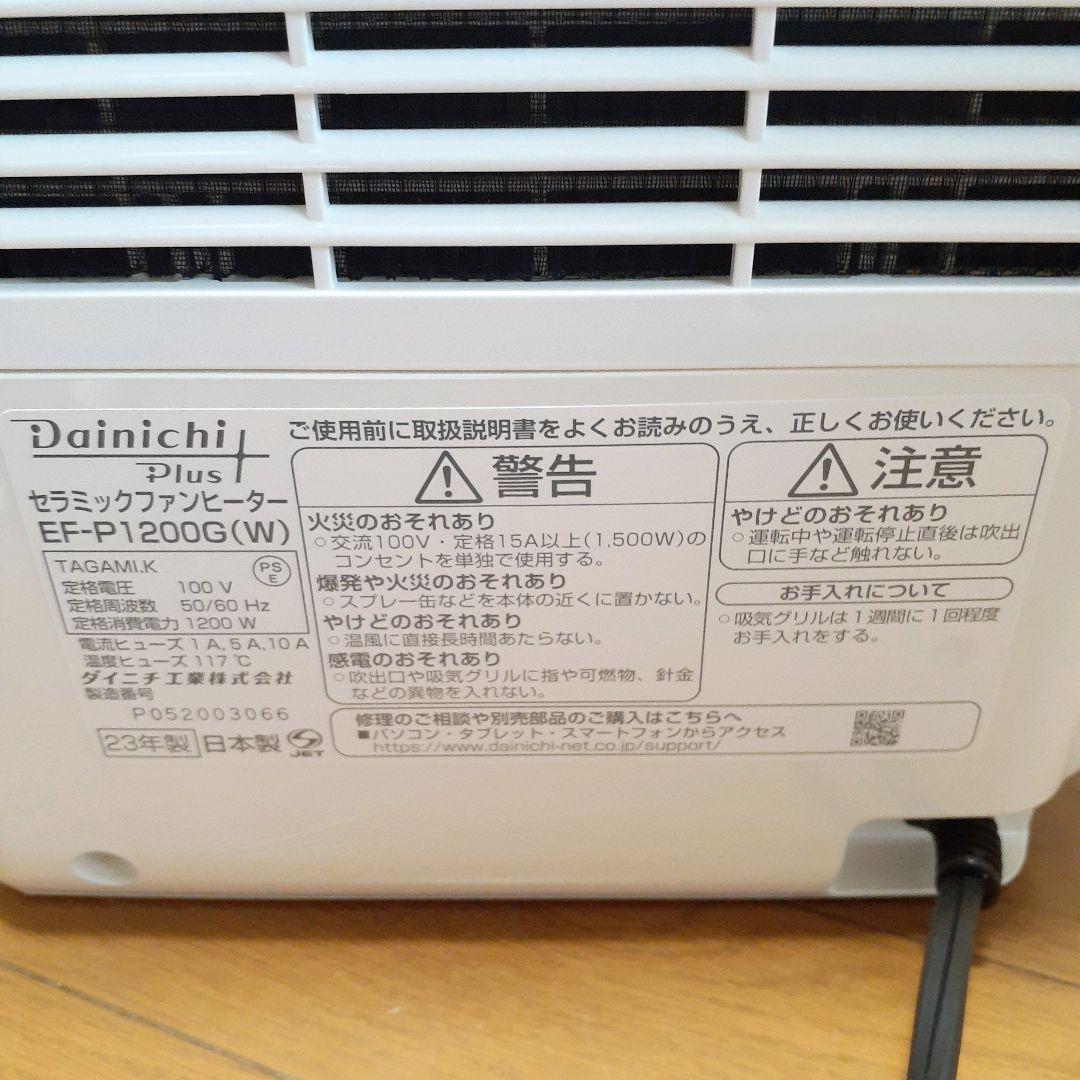 Dainichi
Plus
セラミックファンヒーター
EF-P1200G(W)
TAGAMI.K
PS
E
定格電圧 100 V
定格周波数 50/60 Hz
定格消費電力 1200 W
電流ヒューズ 1 A, 5 A, 10 A
温度ヒューズ 117 ℃
ダイニチ工業株式会社
製造番号
P052003066
23年製 日本製 JET
ご使用前に取扱説明書をよくお読みのうえ、正しくお使いください。
警告
火災のおそれあり
○交流100V・定格15A以上(1,500W)の
コンセントを単独で使用する。
爆発や火災のおそれあり
○スプレー缶などを本体の近くに置かない。
やけどのおそれあり
○温風に直接長時間あたらない。
感電のおそれあり
○吹出口や吸気グリルに指や可燃物、針金
などの異物を入れない。
注意
やけどのおそれあり
○運転中や運転停止直後は吹出
口に手など触れない。
お手入れについて
○吸気グリルは1週間に1回程度
お手入れをする。
修理のご相談や別売部品のご購入はこちらへ
■パソコン・タブレット・スマートフォンからアクセス
https://www.dainichi-net.co.jp/support/